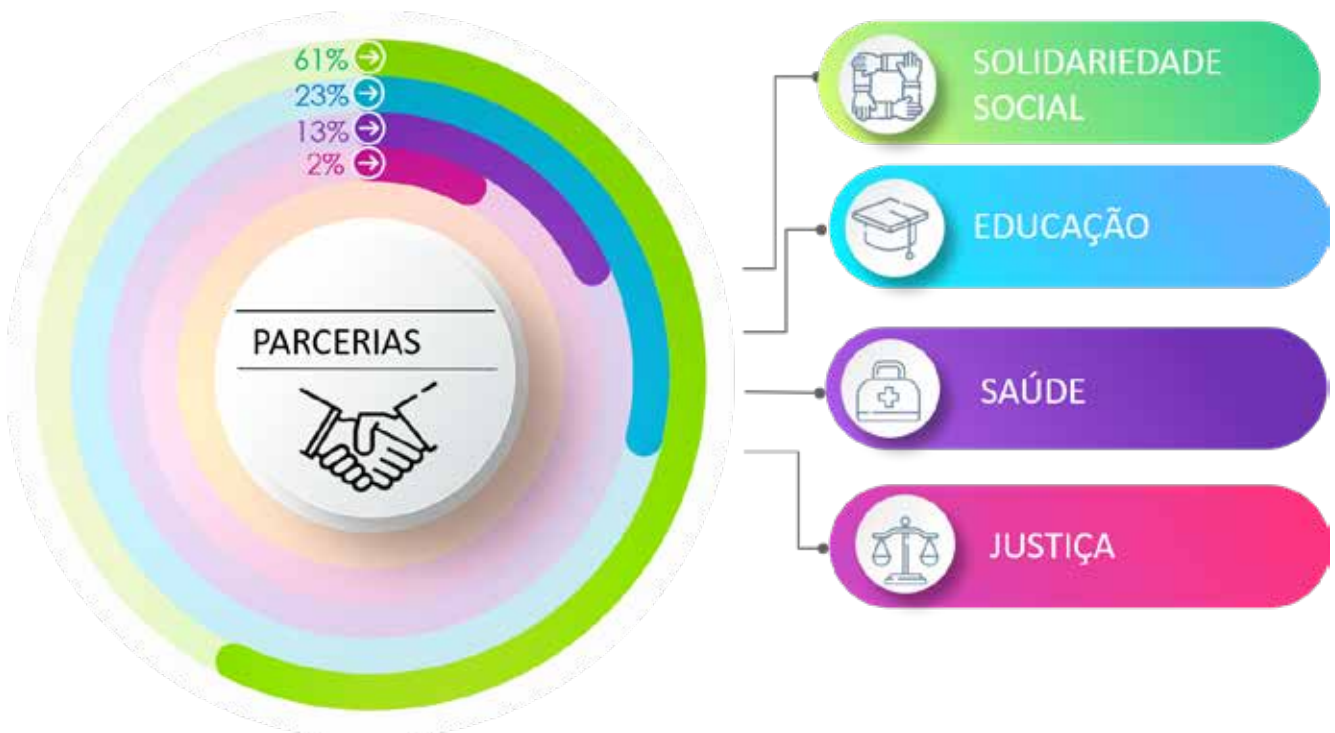 61%
23%
13%
2%
PARCERIAS
SOLIDARIEDADE
SOCIAL
EDUCAÇÃO
SAÚDE
JUSTIÇA